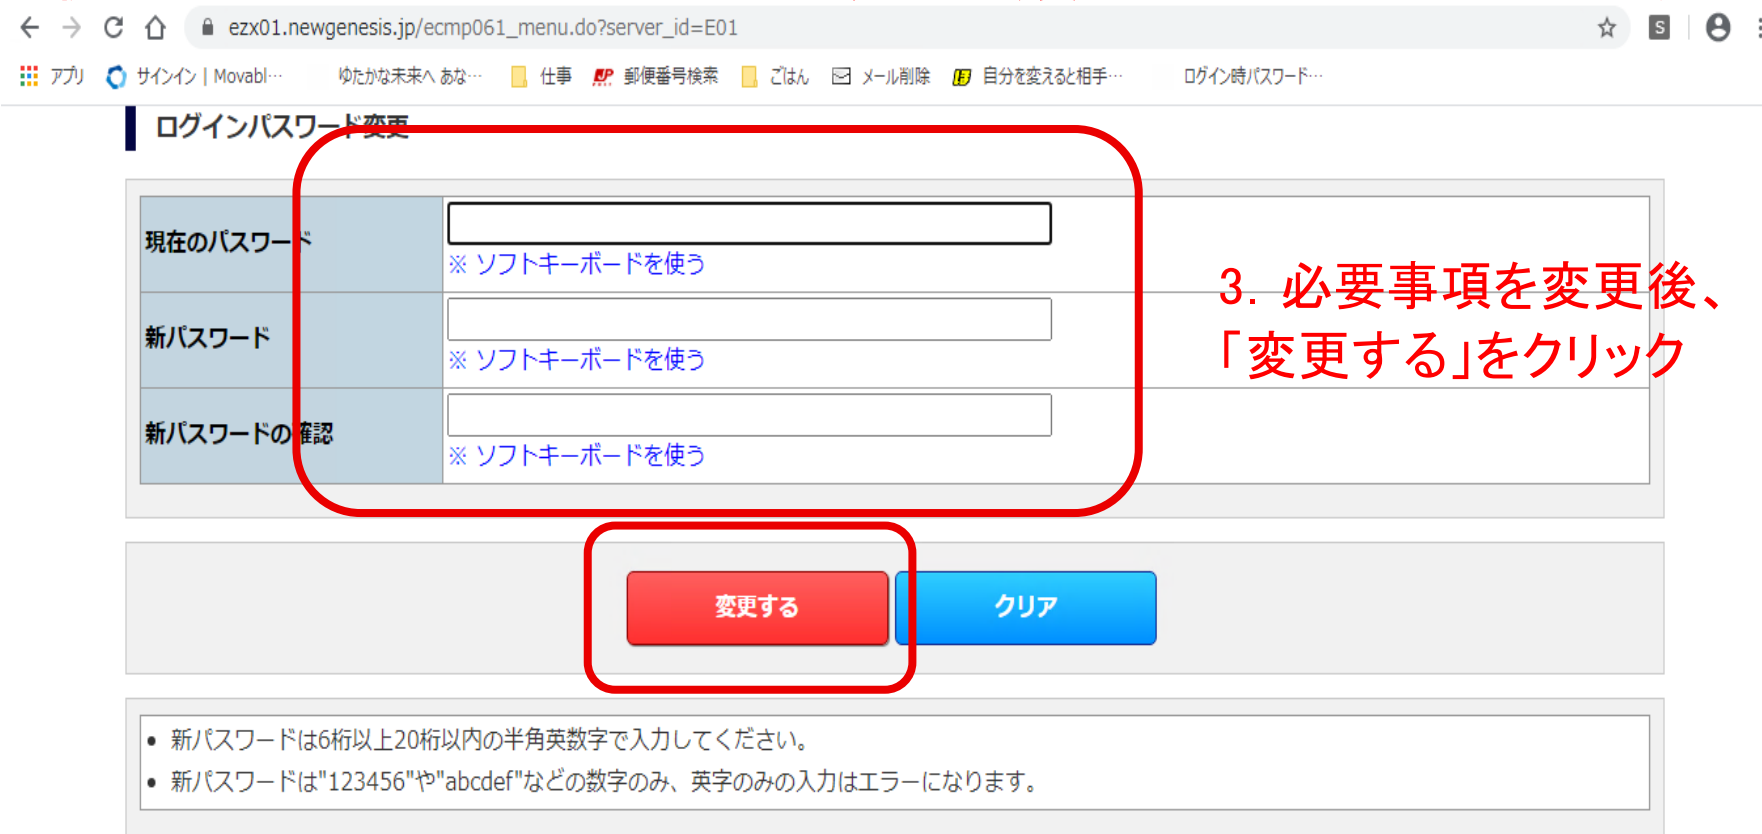 ezx01.newgenesis.jp/ecmp061_menu.do?server_id=E01
S
アプリ サインイン | Movabl… ゆたかな未来へ あな… 仕事 郵便番号検索 ごはん メール削除 自分を変えると相手… ログイン時パスワード…
ログインパスワード変更
現在のパスワード
※ ソフトキーボードを使う
新パスワード
※ ソフトキーボードを使う
新パスワードの確認
※ ソフトキーボードを使う
3. 必要事項を変更後、
「変更する」をクリック
変更する クリア
• 新パスワードは6桁以上20桁以内の半角英数字で入力してください。
• 新パスワードは"123456"や"abcdef"などの数字のみ、英字のみの入力はエラーになります。